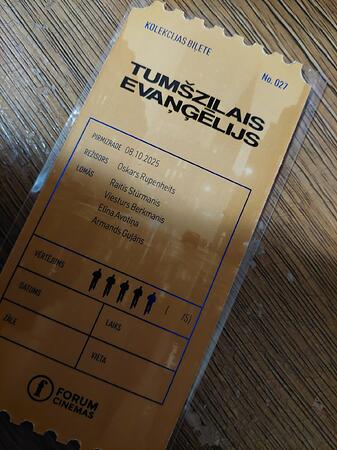 KOLEKCIJAS BIĻETE
No. 027
TUMŠZILAIS
EVAŅĢĒLIJS
PIRMIZRĀDE 08.10.2025
REŽISORS Oskars Rupenheits
LOMĀS Raitis Stūrmanis
Viesturs Berkmanis
Elīna Avotiņa
Armands Guļāns
VĒRTĒJUMS ( /5)
DATUMS LAIKS
ZĀLE VIETA
FORUM
CINEMAS